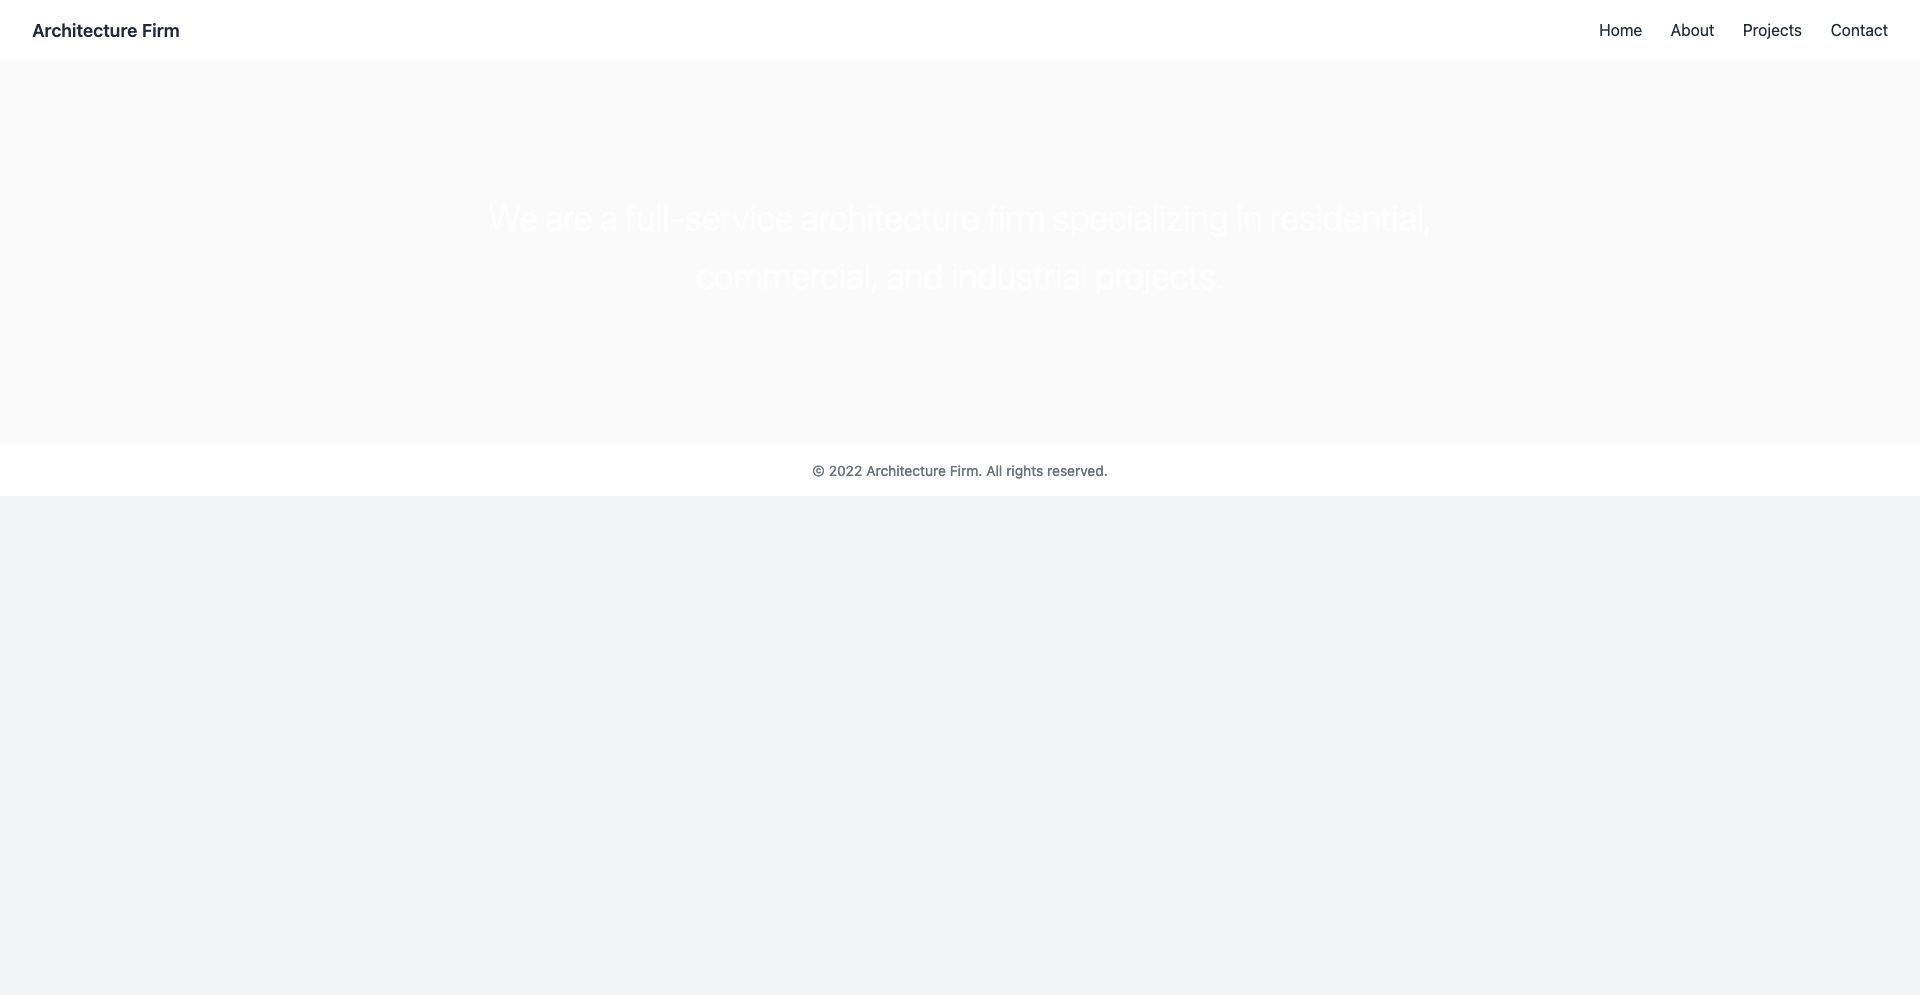 Architecture Firm
Home About Projects Contact
We are a full-service architecture firm specializing in residential,
commercial, and industrial projects.
© 2022 Architecture Firm. All rights reserved.